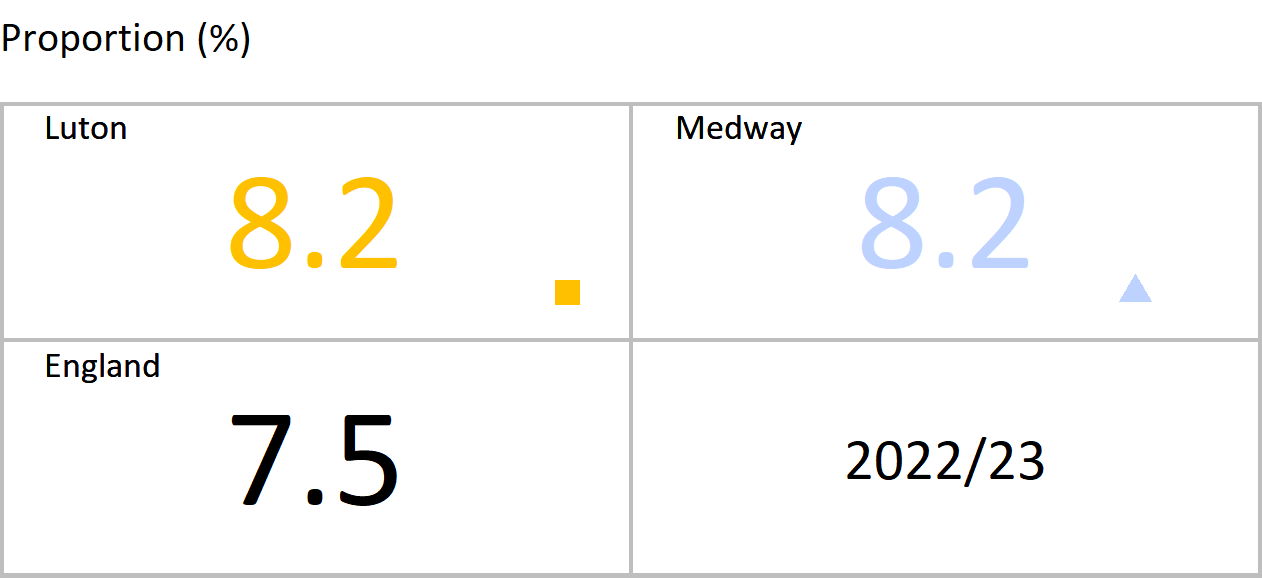 Proportion (%)
Luton
8.2
Medway
8.2
England
7.5
2022/23